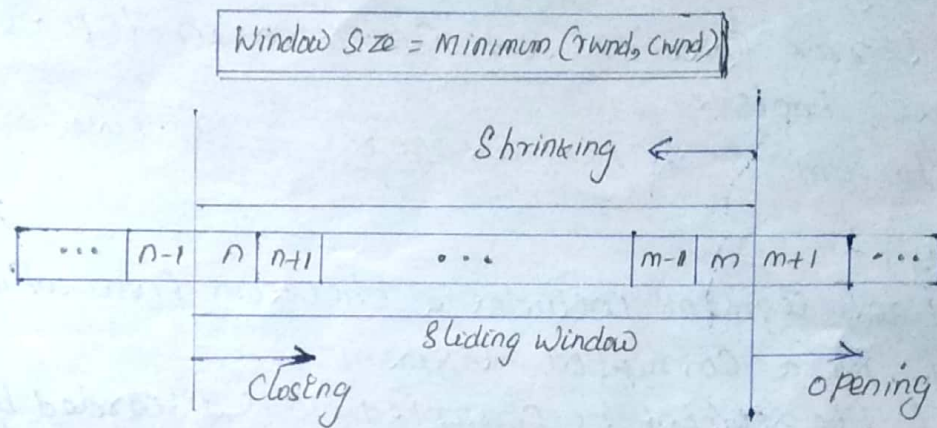 Window Size = Minimum (rwnd, cwnd)
Shrinking
... n-1 n n+1 ... m-1 m m+1 ...
Sliding window
Closing
opening